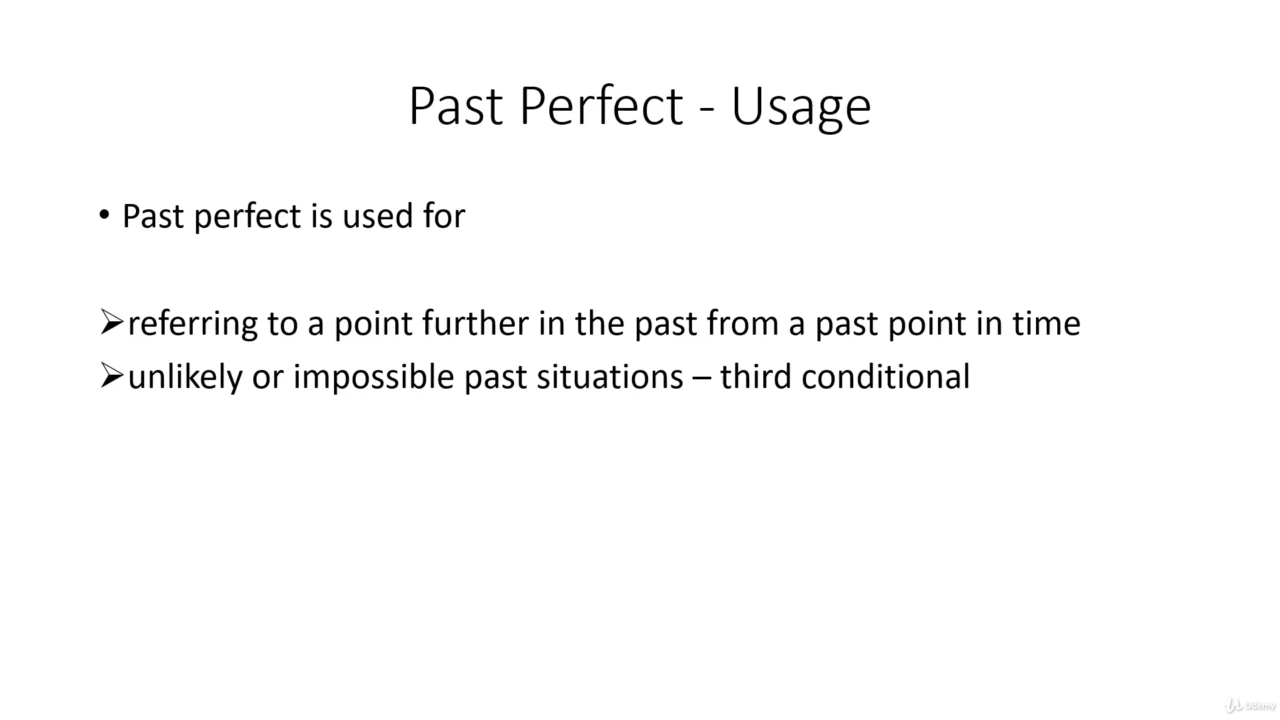 Past Perfect - Usage
• Past perfect is used for
➢referring to a point further in the past from a past point in time
➢unlikely or impossible past situations – third conditional
Udemy